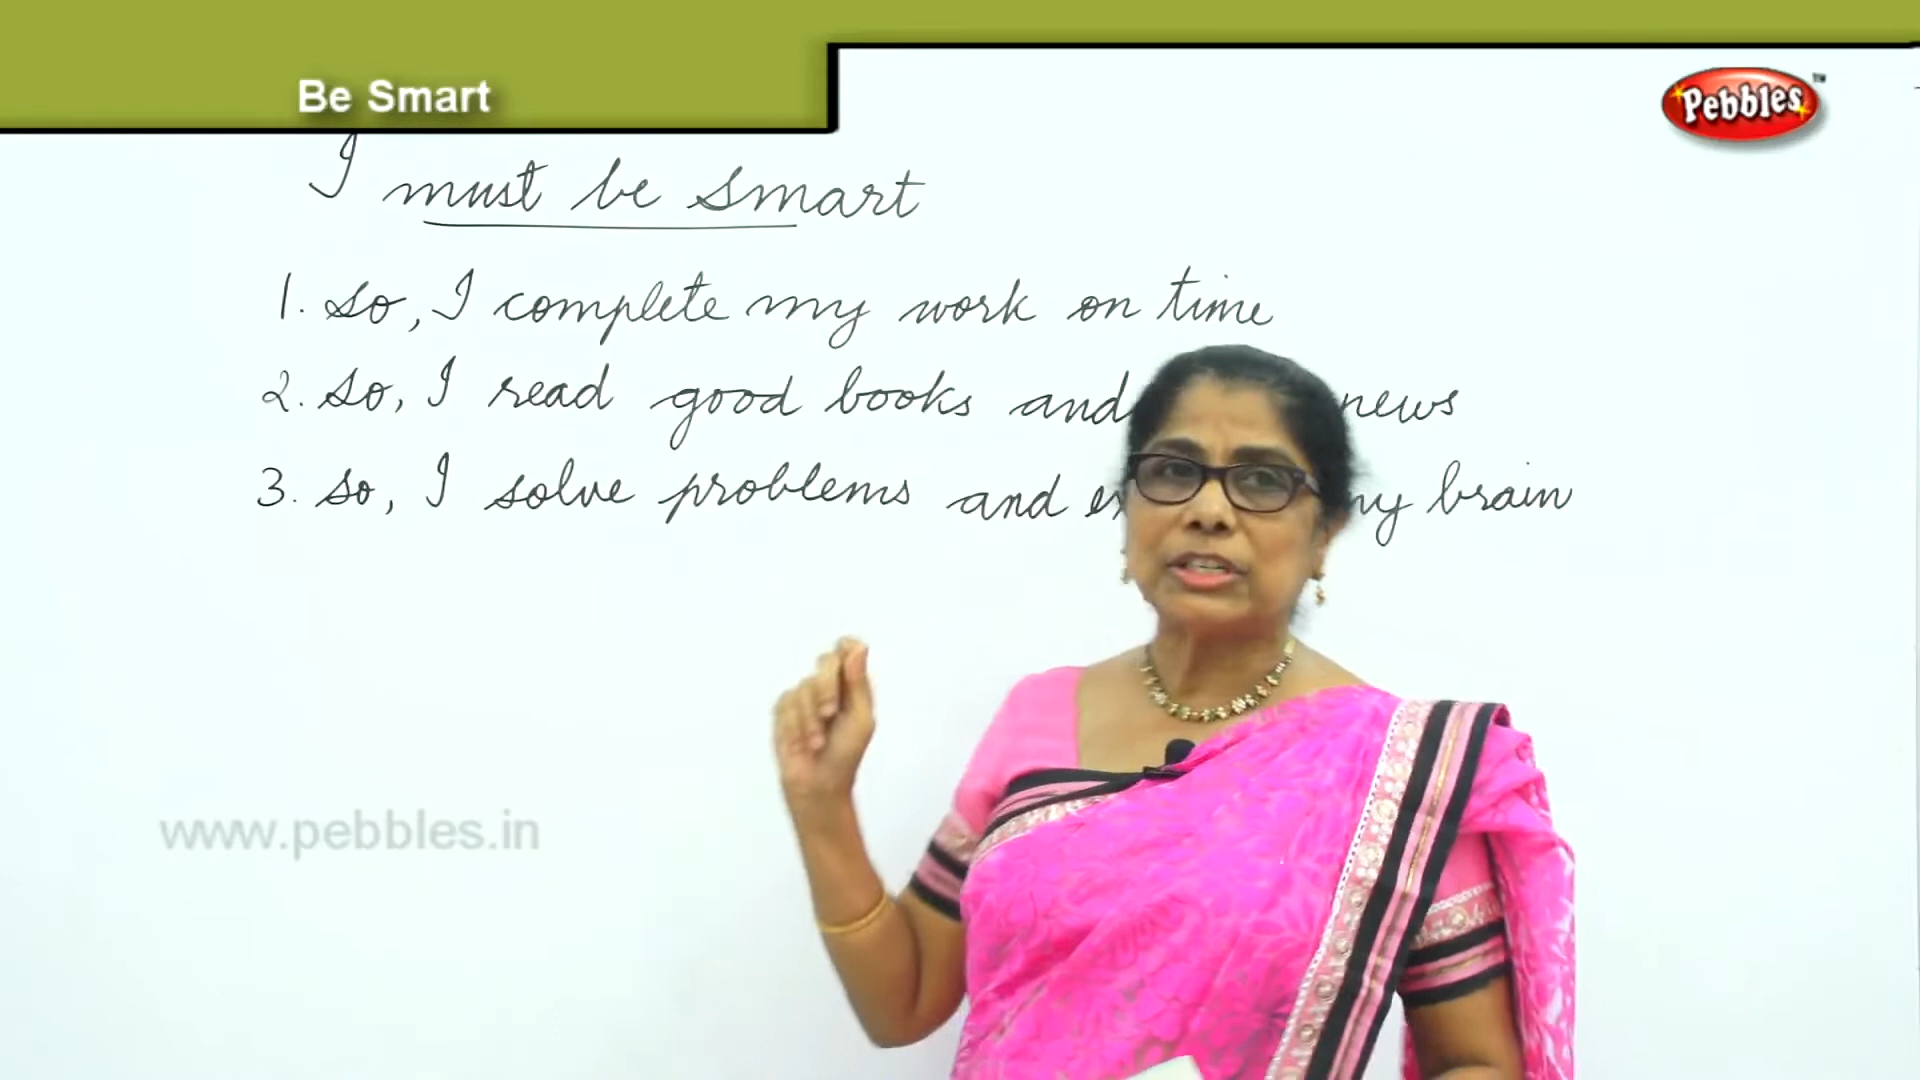 Be Smart
Pebbles™
I must be smart
1. so, I complete my work on time
2. so, I read good books and news
3. so, I solve problems and my brain
www.pebbles.in